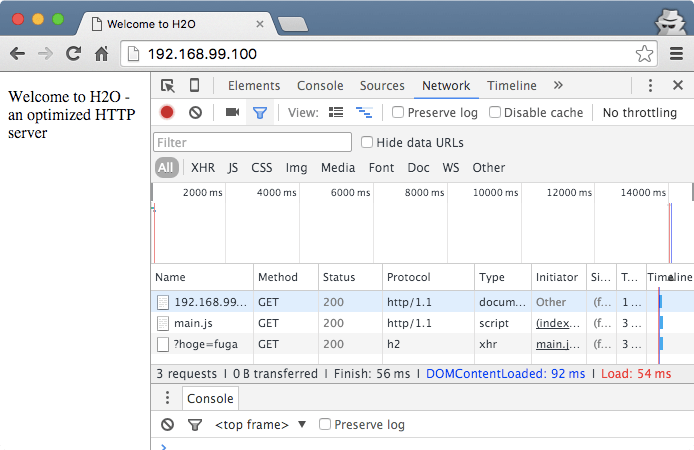 Welcome to H2O
192.168.99.100
Welcome to H2O -
an optimized HTTP
server
Elements Console Sources Network Timeline
View: Preserve log Disable cache No throttling
Filter Hide data URLs
All XHR JS CSS Img Media Font Doc WS Other
2000 ms 4000 ms 6000 ms 8000 ms 10000 ms 12000 ms 14000 ms
Name Method Status Protocol Type Initiator Si... T... Timeline
192.168.99... GET 200 http/1.1 docum... Other (f... 1...
main.js GET 200 http/1.1 script (index... (f... 3...
?hoge=fuga GET 200 h2 xhr main.j... (f... 3...
3 requests | 0 B transferred | Finish: 56 ms | DOMContentLoaded: 92 ms | Load: 54 ms
Console
<top frame> Preserve log